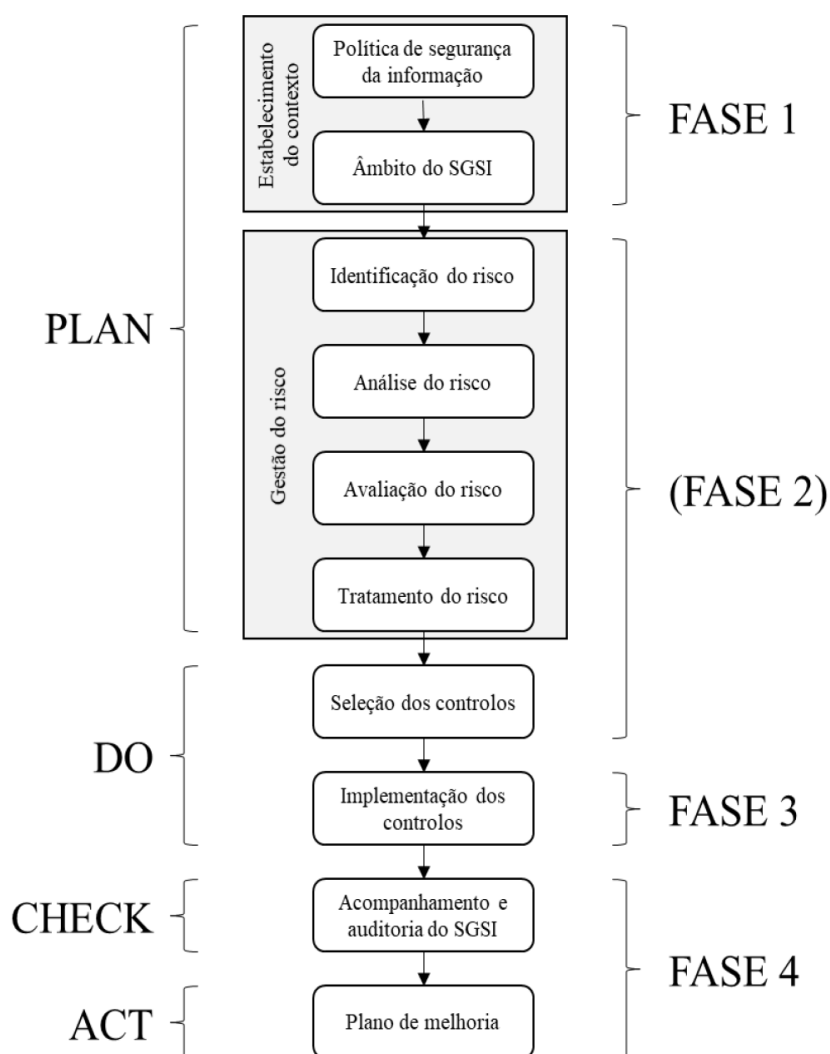 Estabelecimento
do contexto
Política de segurança
da informação
Âmbito do SGSI
FASE 1
PLAN
Gestão do risco
Identificação do risco
Análise do risco
Avaliação do risco
Tratamento do risco
(FASE 2)
DO
Seleção dos controlos
Implementação dos
controlos
FASE 3
CHECK
Acompanhamento e
auditoria do SGSI
FASE 4
ACT
Plano de melhoria